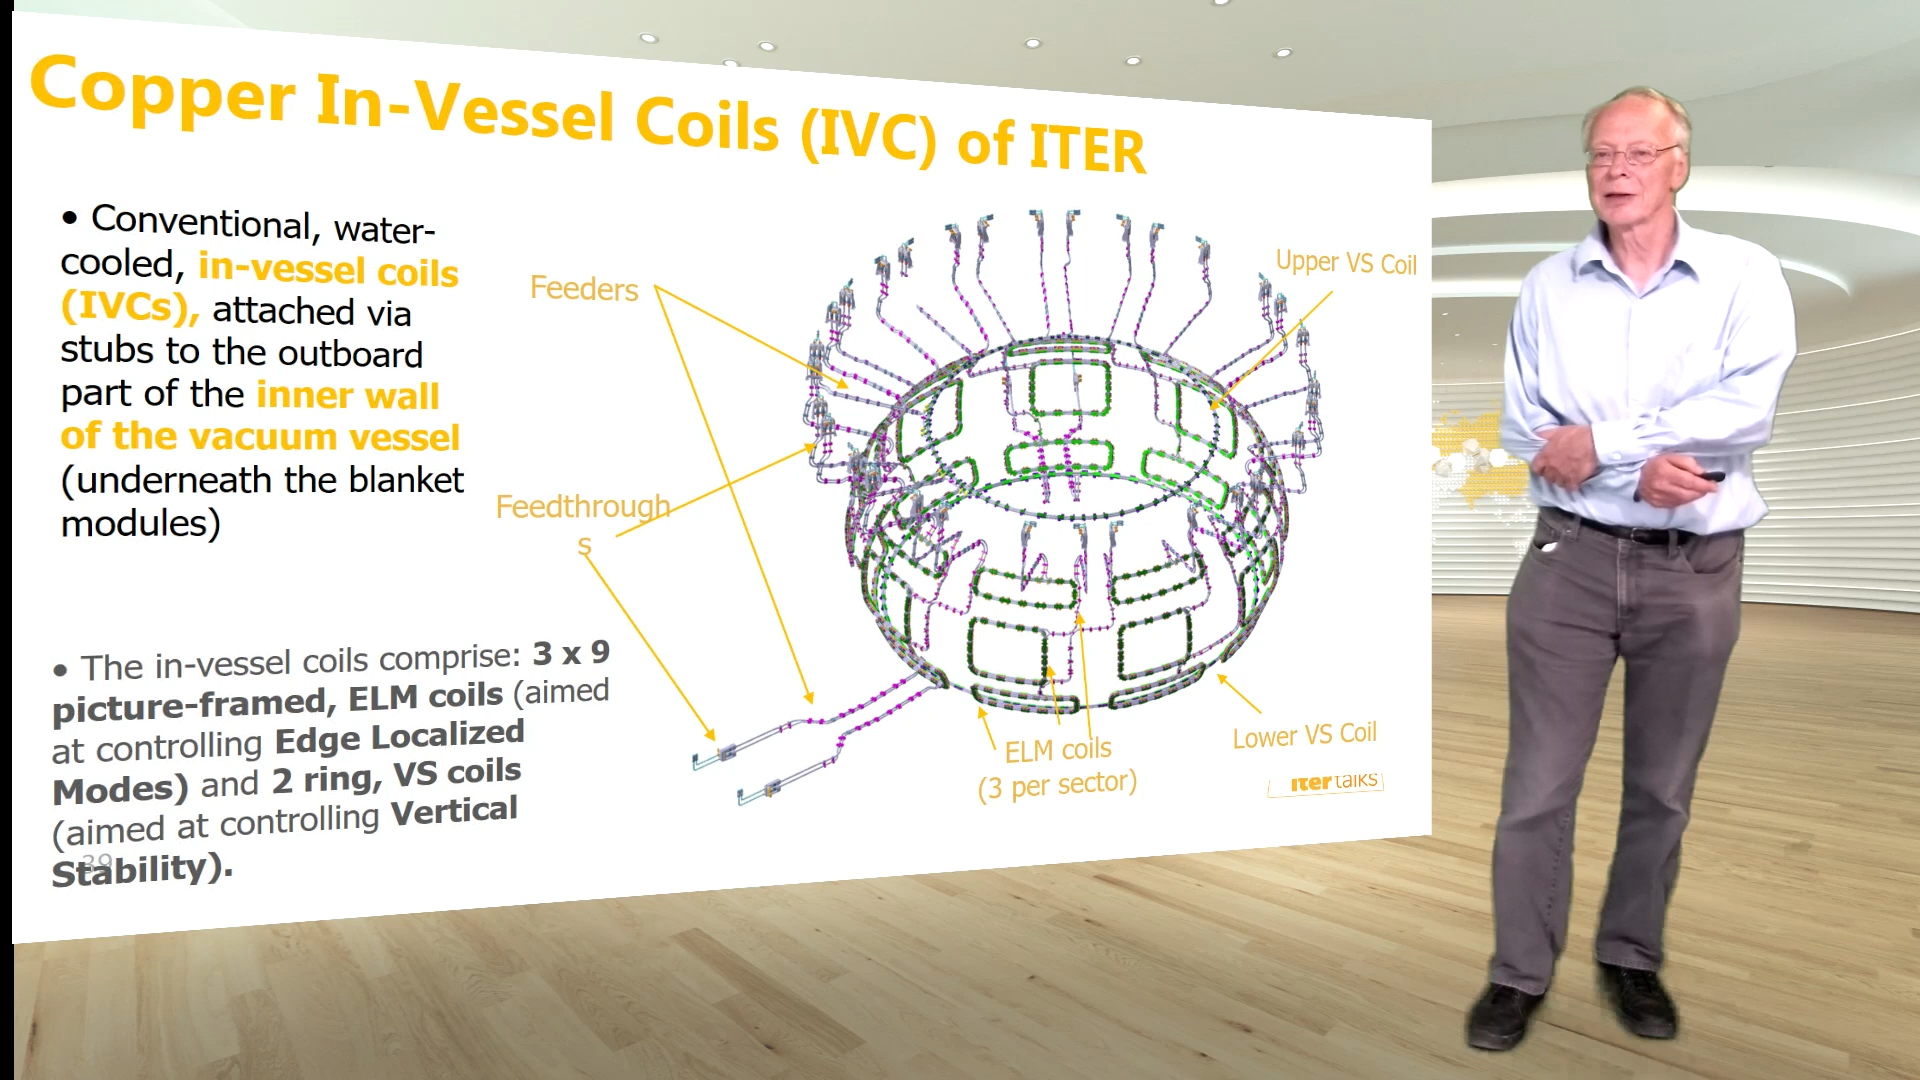 Copper In-Vessel Coils (IVC) of ITER
• Conventional, water-
cooled, in-vessel coils
(IVCs), attached via
stubs to the outboard
part of the inner wall
of the vacuum vessel
(underneath the blanket
modules)
• The in-vessel coils comprise: 3 x 9
picture-framed, ELM coils (aimed
at controlling Edge Localized
Modes) and 2 ring, VS coils
(aimed at controlling Vertical
Stability).
39
Feeders
Upper VS Coil
Feedthrough
s
ELM coils
(3 per sector)
Lower VS Coil
ITER talks